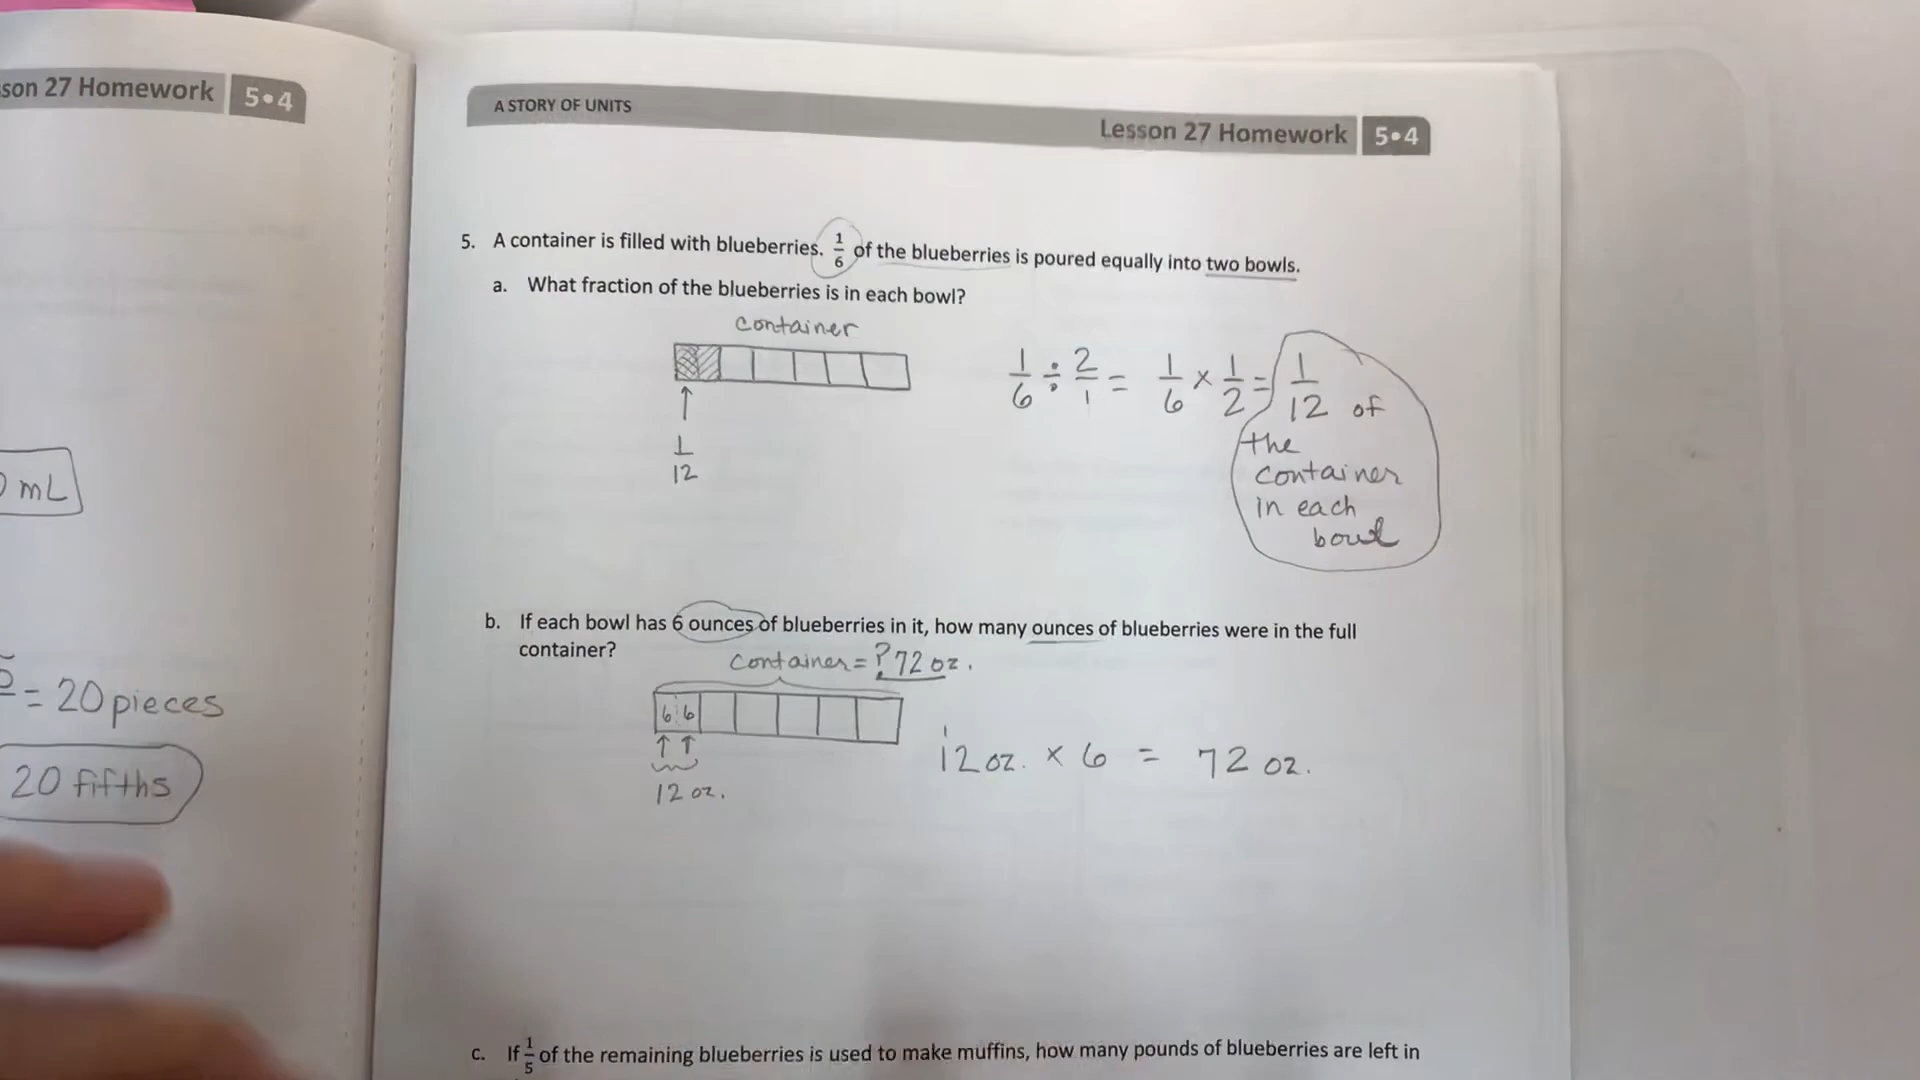 son 27 Homework 5•4
mL
= 20 pieces
20 fifths
A STORY OF UNITS
Lesson 27 Homework 5•4
5. A container is filled with blueberries. 1/6 of the blueberries is poured equally into two bowls.
a. What fraction of the blueberries is in each bowl?
container
1/6 ÷ 2/1 = 1/6 × 1/2 = 1/12 of
the
container
in each
bowl
1/12
b. If each bowl has 6 ounces of blueberries in it, how many ounces of blueberries were in the full
container?
container = ? 72 oz.
6 6
12 oz.
12 oz. × 6 = 72 oz.
c. If 1/5 of the remaining blueberries is used to make muffins, how many pounds of blueberries are left in